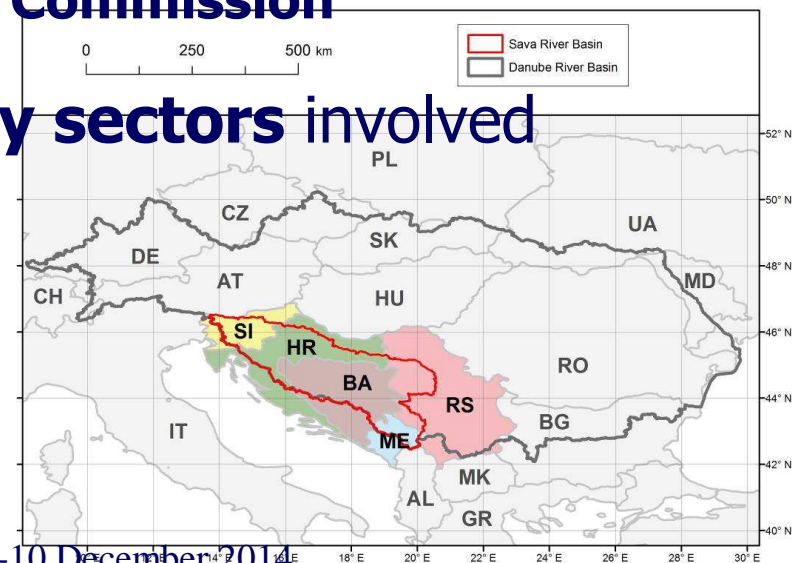 Commission
0 250 500 km
Sava River Basin
Danube River Basin
y sectors involved
52° N
PL
50° N
CZ
UA
SK
DE
48° N
AT
MD
CH
HU
46° N
SI
HR
RO
BA
44° N
RS
BG
IT
ME
42° N
MK
AL
GR
40° N
-10 December 2014
14° E 18° E 20° E 22° E 24° E 26° E 28° E 30° E